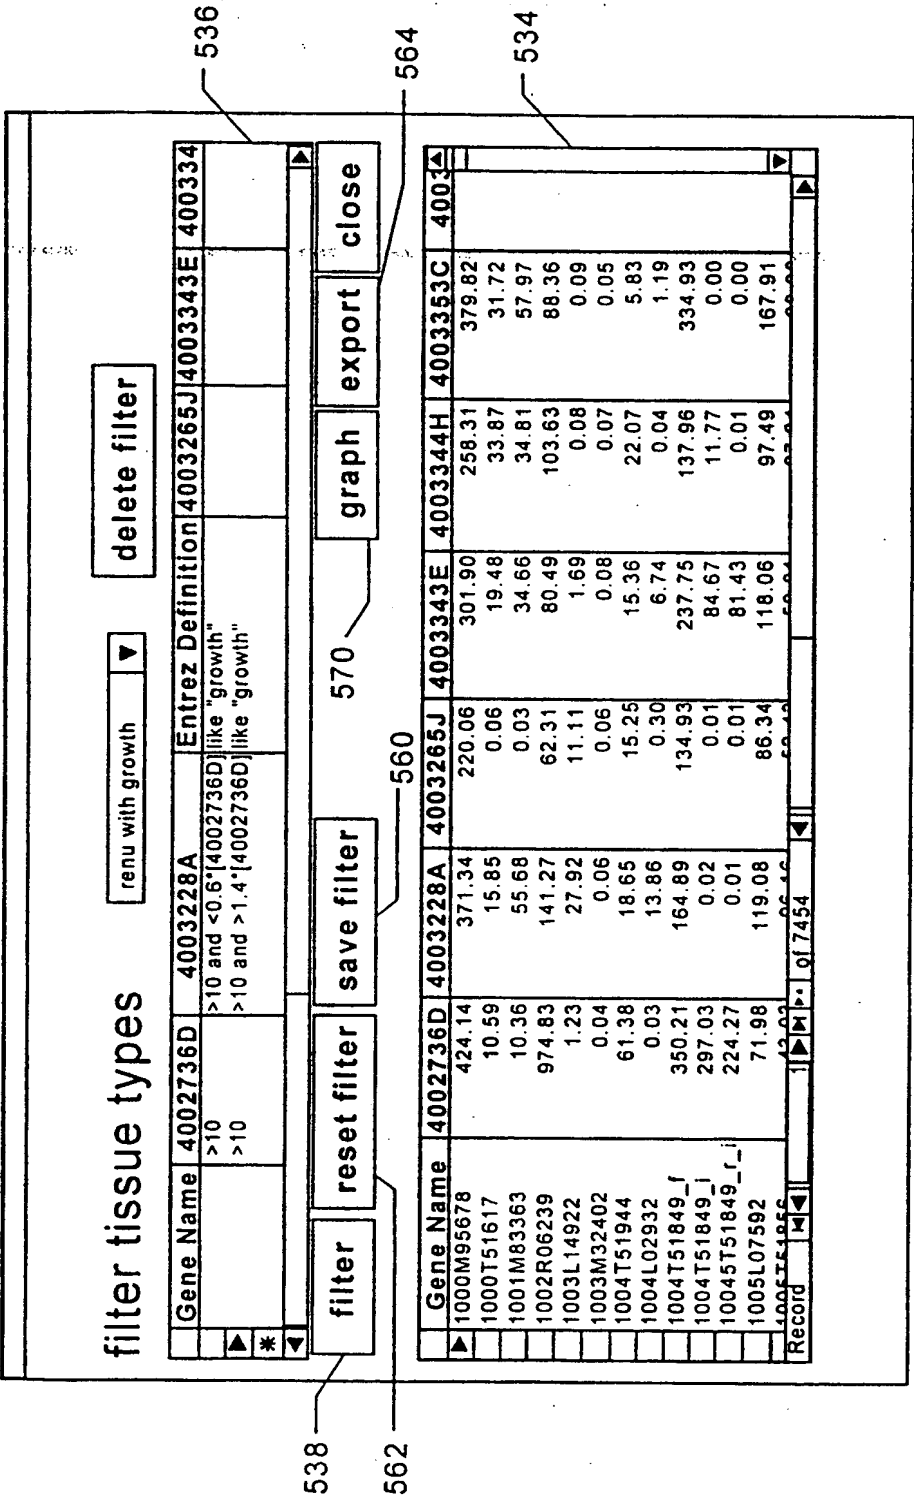 filter tissue types
renu with growth
delete filter
536
Gene Name 4002736D 4003228A Entrez Definition 4003265J 4003343E 400334
>10 >10 and <0.6*[4002736D] like "growth"
>10 >10 and >1.4*[4002736D] like "growth"
*
538
filter
reset filter
save filter
graph
export
close
562
560
570
564
Gene Name 4002736D 4003228A 4003265J 4003343E 4003344H 4003353C 4003
1000M95678 424.14 371.34 220.06 301.90 258.31 379.82
1000T51617 10.59 15.85 0.06 19.48 33.87 31.72
1001M83363 10.36 55.68 0.03 34.66 34.81 57.97
1002R06239 974.83 141.27 62.31 80.49 103.63 88.36
1003L14922 1.23 27.92 11.11 1.69 0.08 0.09
1003M32402 0.04 0.06 0.06 0.08 0.07 0.05
1004T51944 61.38 18.65 15.25 15.36 22.07 5.83
1004L02932 0.03 13.86 0.30 6.74 0.04 1.19
1004T51849_f 350.21 164.89 134.93 237.75 137.96 334.93
1004T51849_i 297.03 0.02 0.01 84.67 11.77 0.00
10045T51849_r_i 224.27 0.01 0.01 81.43 0.01 0.00
1005L07592 71.98 119.08 86.34 118.06 97.49 167.91
Record 1 of 7454
534